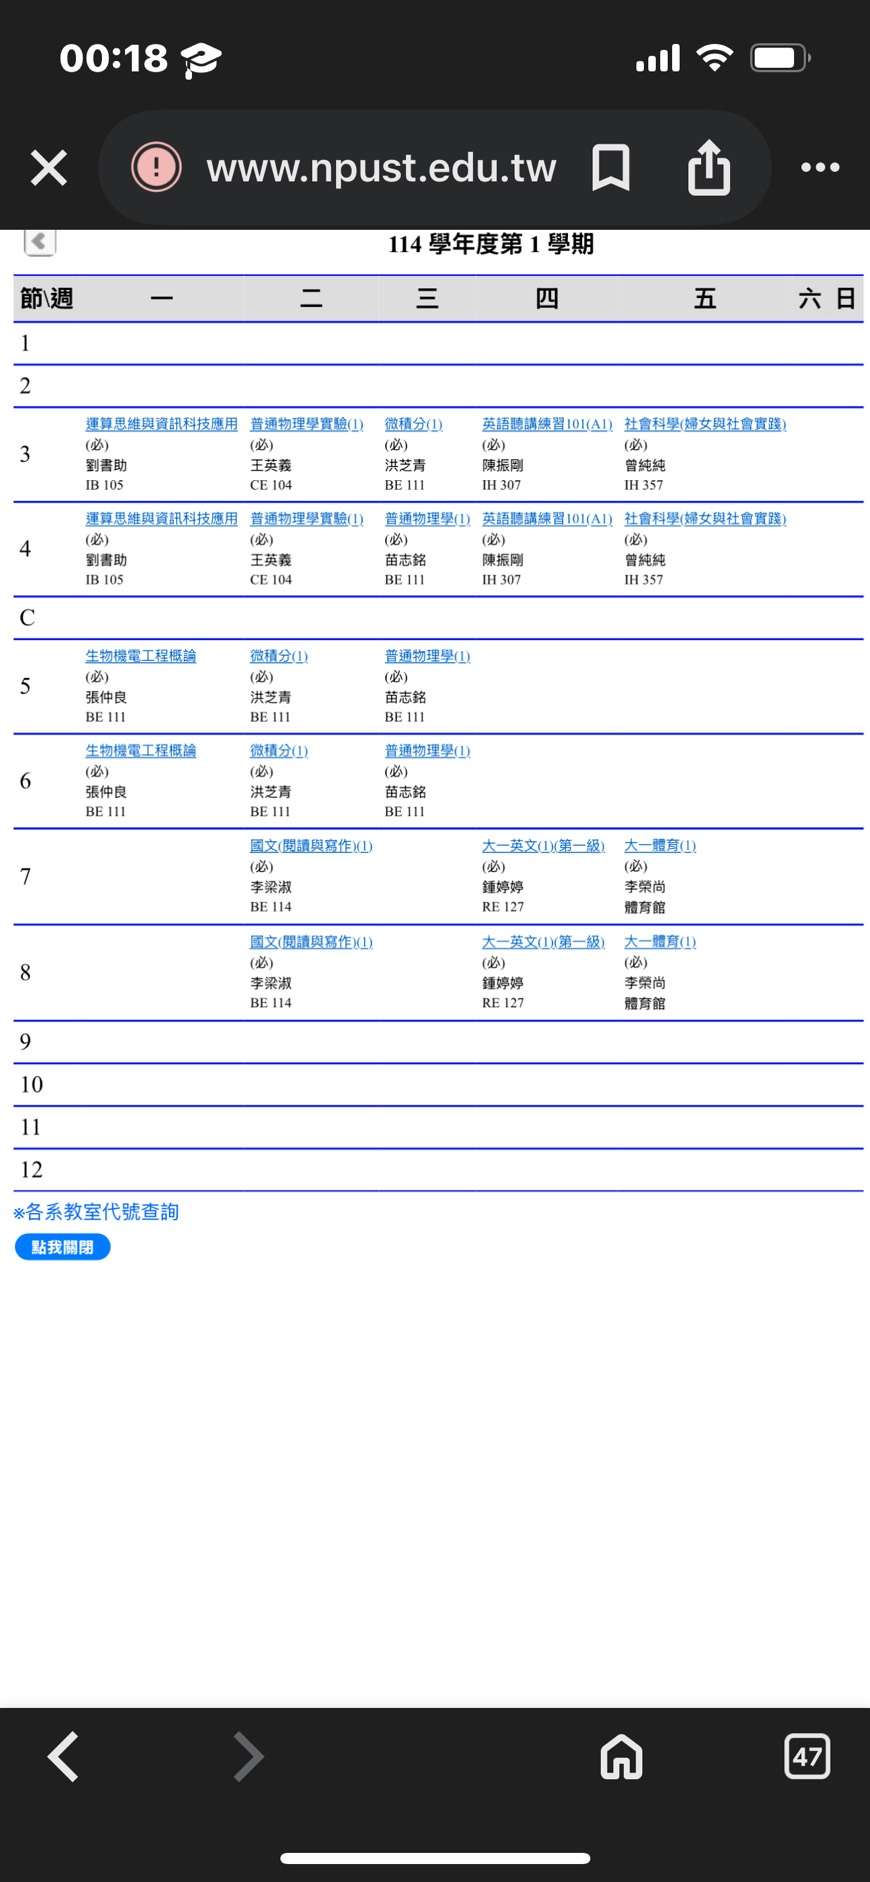 00:18
www.npust.edu.tw
114 學年度第 1 學期
節\週 一 二 三 四 五 六 日
1
2
3
運算思維與資訊科技應用 普通物理學實驗(1) 微積分(1) 英語聽講練習101(A1) 社會科學(婦女與社會實踐)
(必) (必) (必) (必) (必)
劉書助 王英義 洪芝青 陳振剛 曾純純
IB 105 CE 104 BE 111 IH 307 IH 357
4
運算思維與資訊科技應用 普通物理學實驗(1) 普通物理學(1) 英語聽講練習101(A1) 社會科學(婦女與社會實踐)
(必) (必) (必) (必) (必)
劉書助 王英義 苗志銘 陳振剛 曾純純
IB 105 CE 104 BE 111 IH 307 IH 357
C
5
生物機電工程概論 微積分(1) 普通物理學(1)
(必) (必) (必)
張仲良 洪芝青 苗志銘
BE 111 BE 111 BE 111
6
生物機電工程概論 微積分(1) 普通物理學(1)
(必) (必) (必)
張仲良 洪芝青 苗志銘
BE 111 BE 111 BE 111
7
國文(閱讀與寫作)(1) 大一英文(1)(第一級) 大一體育(1)
(必) (必) (必)
李梁淑 鍾婷婷 李榮尚
BE 114 RE 127 體育館
8
國文(閱讀與寫作)(1) 大一英文(1)(第一級) 大一體育(1)
(必) (必) (必)
李梁淑 鍾婷婷 李榮尚
BE 114 RE 127 體育館
9
10
11
12
※各系教室代號查詢
點我關閉
47